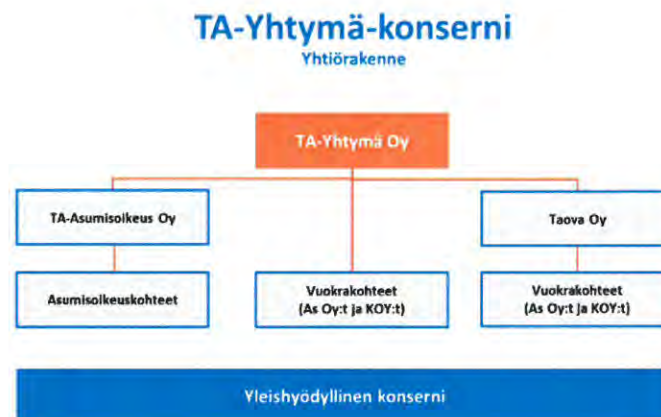 TA-Yhtymä-konserni
Yhtiörakenne
TA-Yhtymä Oy
TA-Asumisoikeus Oy
Taova Oy
Asumisoikeuskohteet
Vuokrakohteet
(As Oy:t ja KOY:t)
Vuokrakohteet
(As Oy:t ja KOY:t)
Yleishyödyllinen konserni